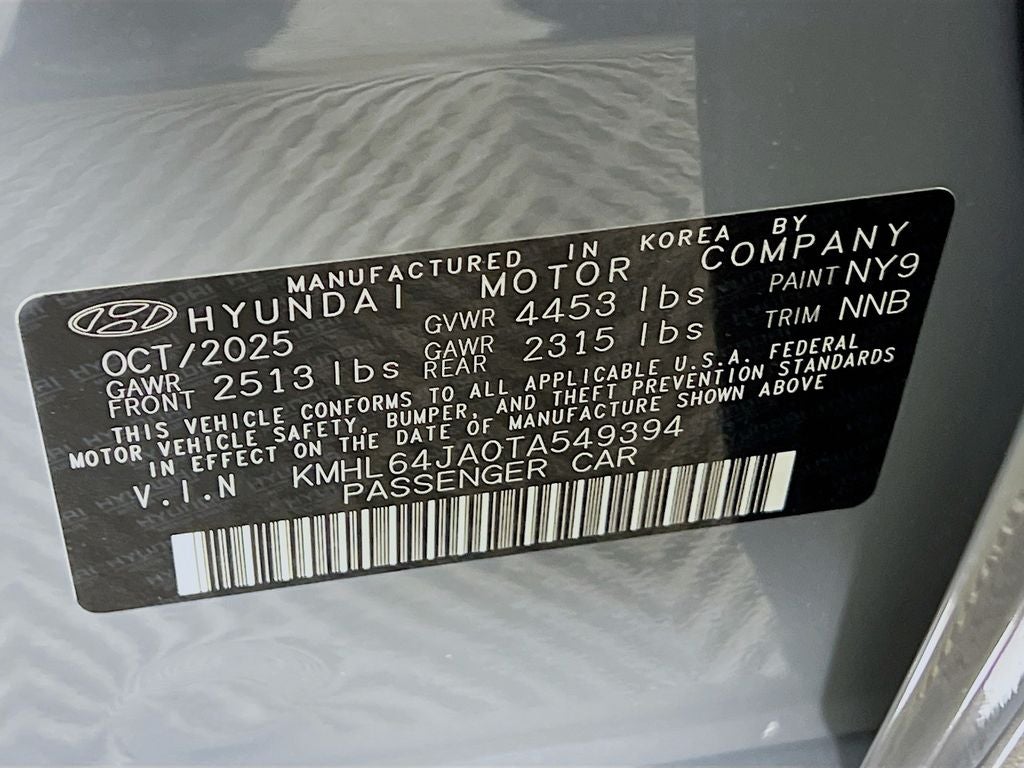 MANUFACTURED IN KOREA BY
HYUNDAI MOTOR COMPANY
OCT/2025 GVWR 4453 lbs PAINT NY9
GAWR FRONT 2513 lbs GAWR REAR 2315 lbs TRIM NNB
THIS VEHICLE CONFORMS TO ALL APPLICABLE U.S.A. FEDERAL
MOTOR VEHICLE SAFETY, BUMPER, AND THEFT PREVENTION STANDARDS
IN EFFECT ON THE DATE OF MANUFACTURE SHOWN ABOVE
V.I.N KMHL64JA0TA549394
PASSENGER CAR